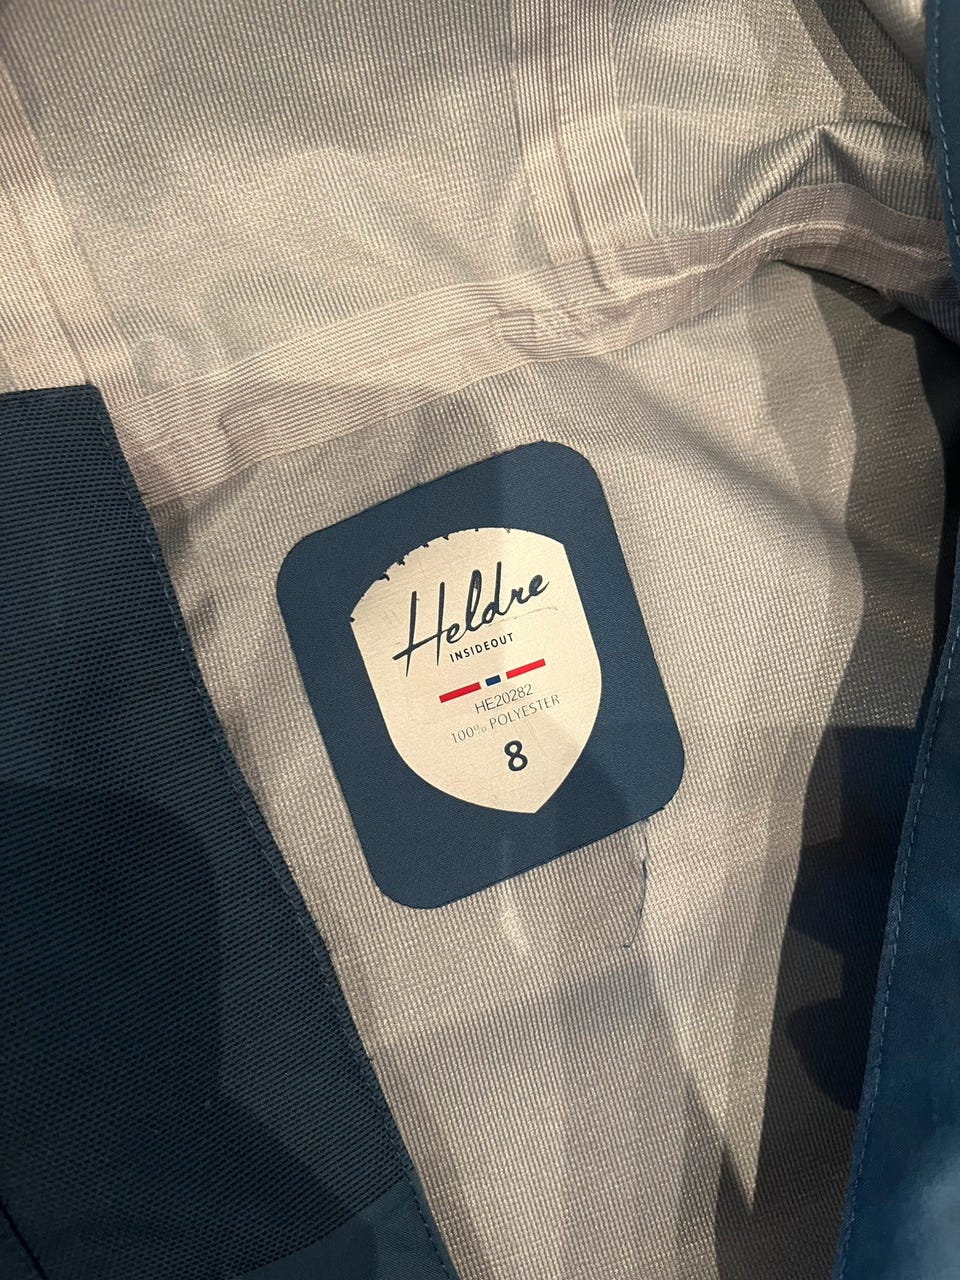 Heldre
INSIDEOUT
HE20282
100% POLYESTER
8